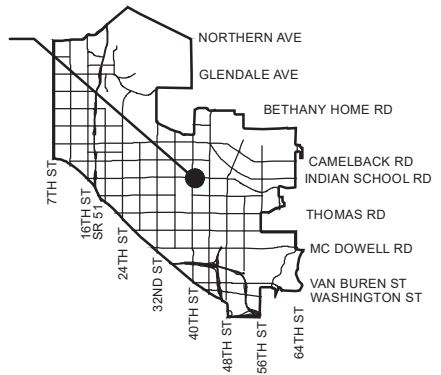 NORTHERN AVE
GLENDALE AVE
BETHANY HOME RD
CAMELBACK RD
INDIAN SCHOOL RD
THOMAS RD
MC DOWELL RD
VAN BUREN ST
WASHINGTON ST
7TH ST
16TH ST
SR 51
24TH ST
32ND ST
40TH ST
48TH ST
56TH ST
64TH ST